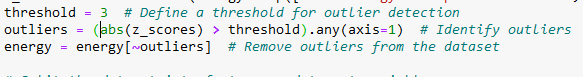 threshold = 3  # Define a threshold for outlier detection
outliers = (abs(z_scores) > threshold).any(axis=1)  # Identify outliers
energy = energy[~outliers]  # Remove outliers from the dataset